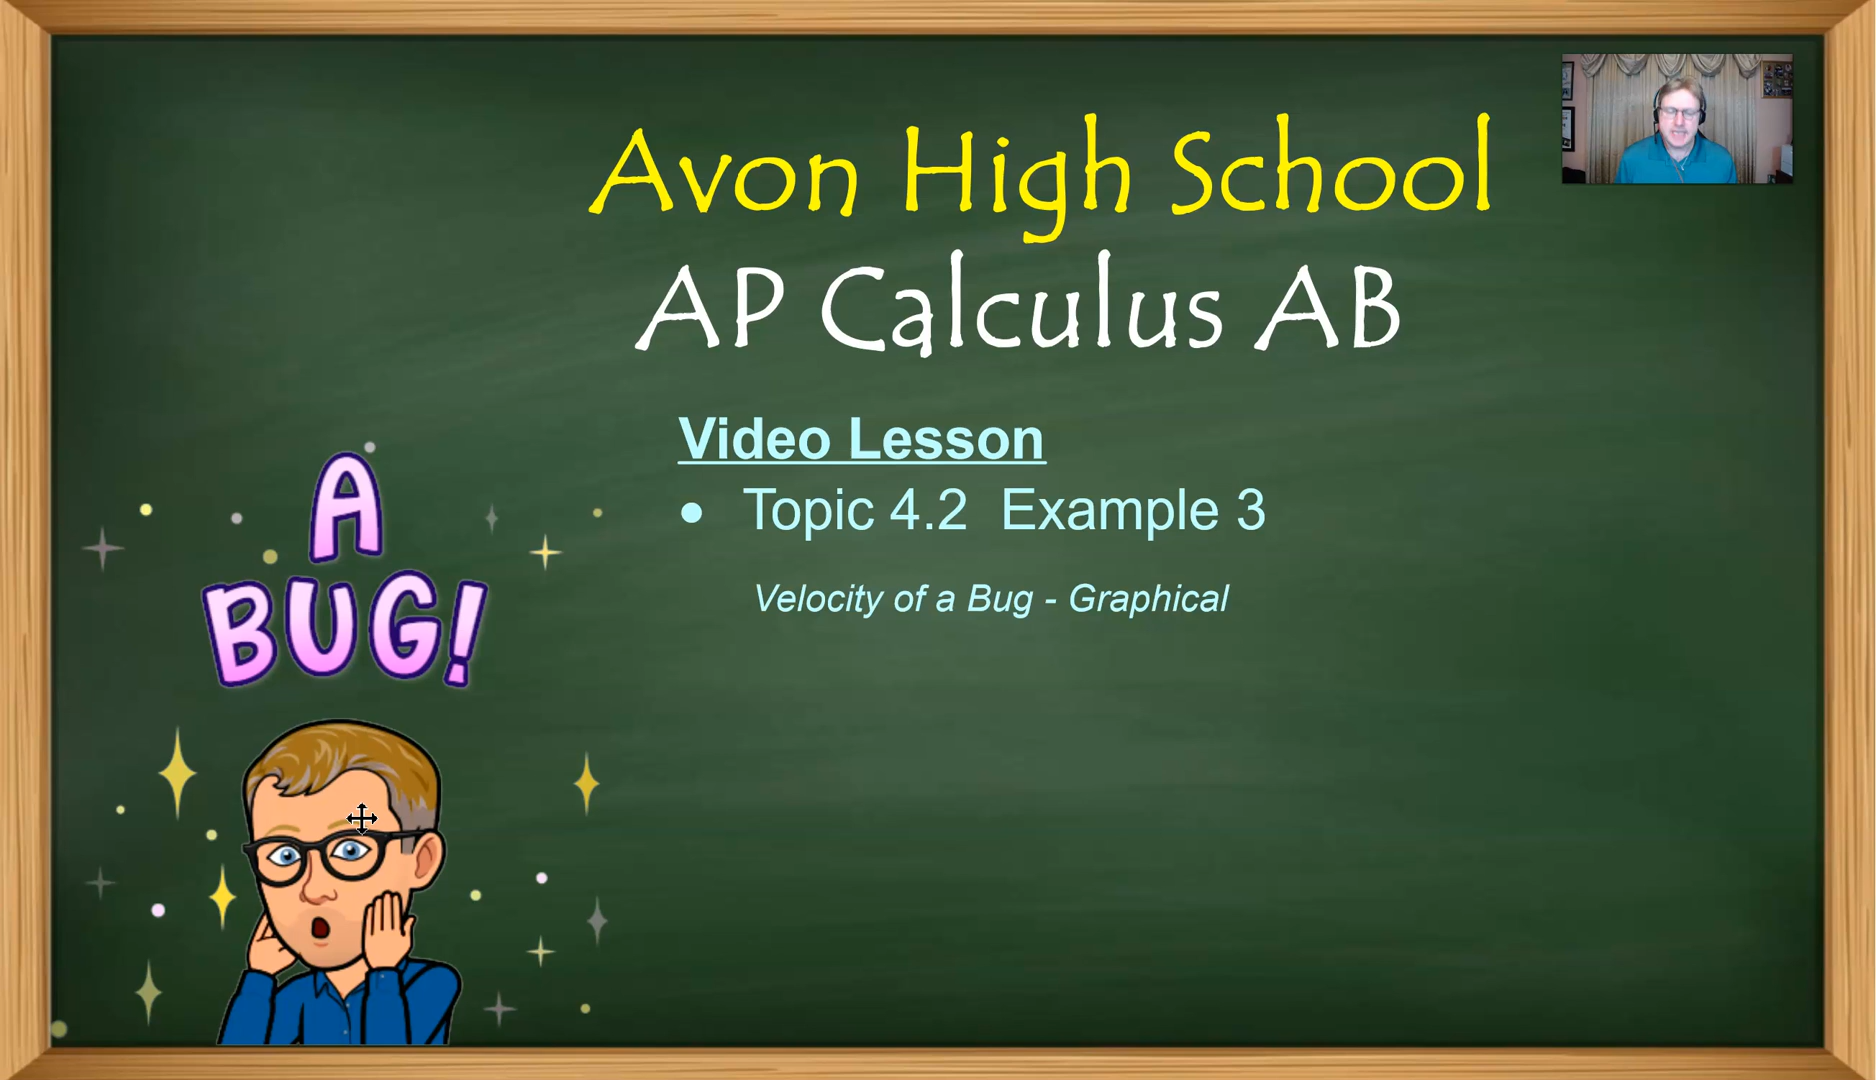 Avon High School
AP Calculus AB
Video Lesson
• Topic 4.2 Example 3
Velocity of a Bug - Graphical
A
BUG!